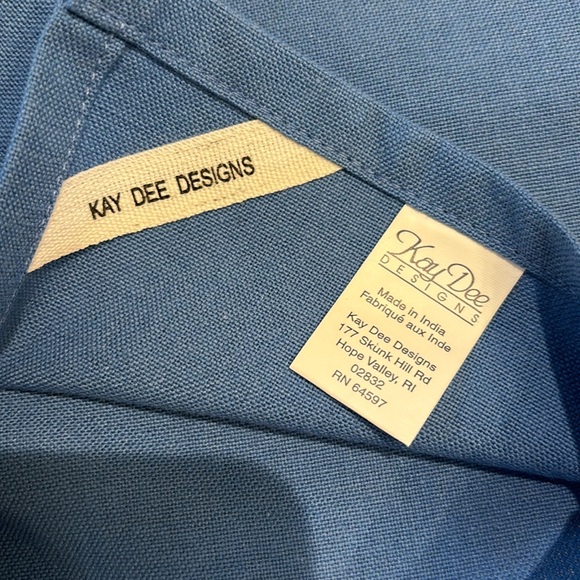 KAY DEE DESIGNS
Kay Dee
DESIGNS
Made in India
Fabriqué aux Inde
Kay Dee Designs
177 Skunk Hill Rd
Hope Valley, RI
02832
RN 64597